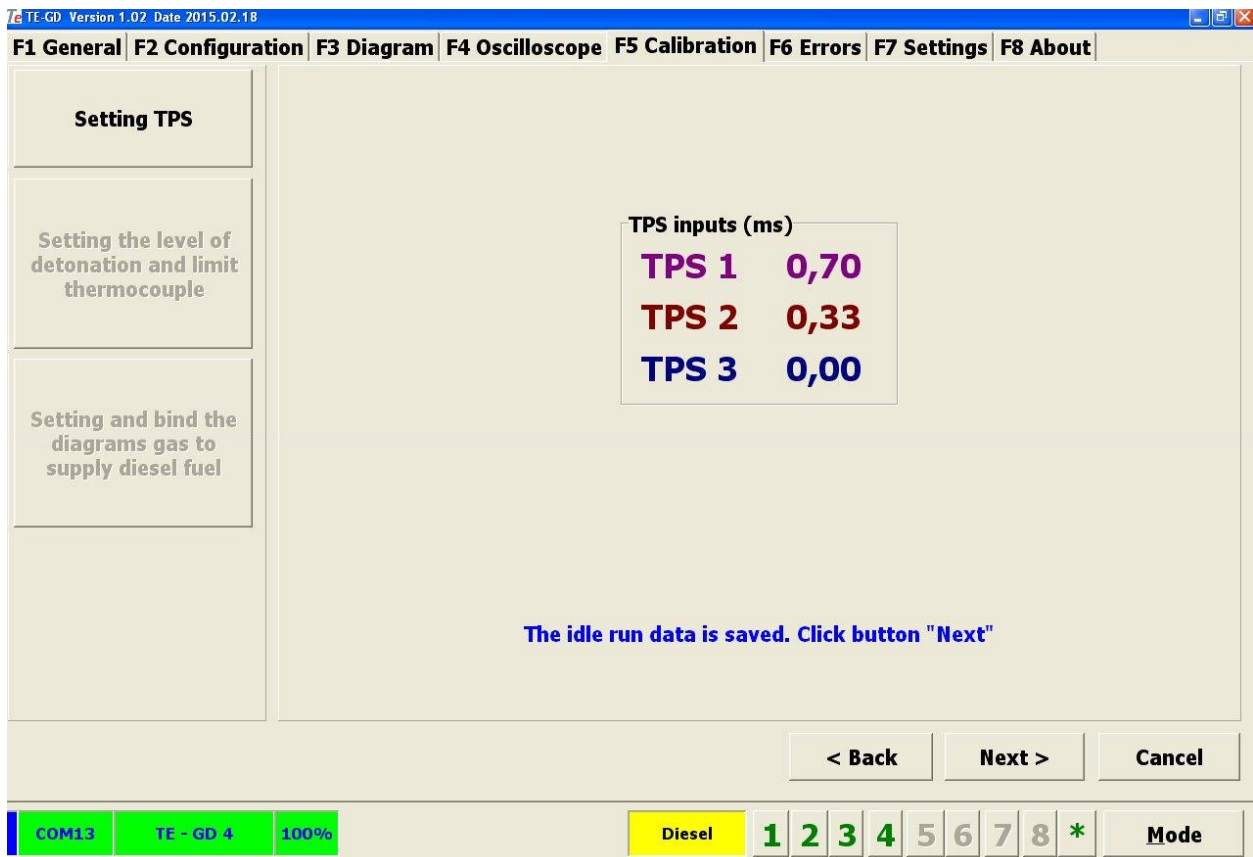 Te TE-GD Version 1.02 Date 2015.02.18
F1 General F2 Configuration F3 Diagram F4 Oscilloscope F5 Calibration F6 Errors F7 Settings F8 About
Setting TPS
Setting the level of
detonation and limit
thermocouple
Setting and bind the
diagrams gas to
supply diesel fuel
TPS inputs (ms)
TPS 1 0,70
TPS 2 0,33
TPS 3 0,00
The idle run data is saved. Click button "Next"
< Back Next > Cancel
COM13 TE - GD 4 100% Diesel 1 2 3 4 5 6 7 8 * Mode